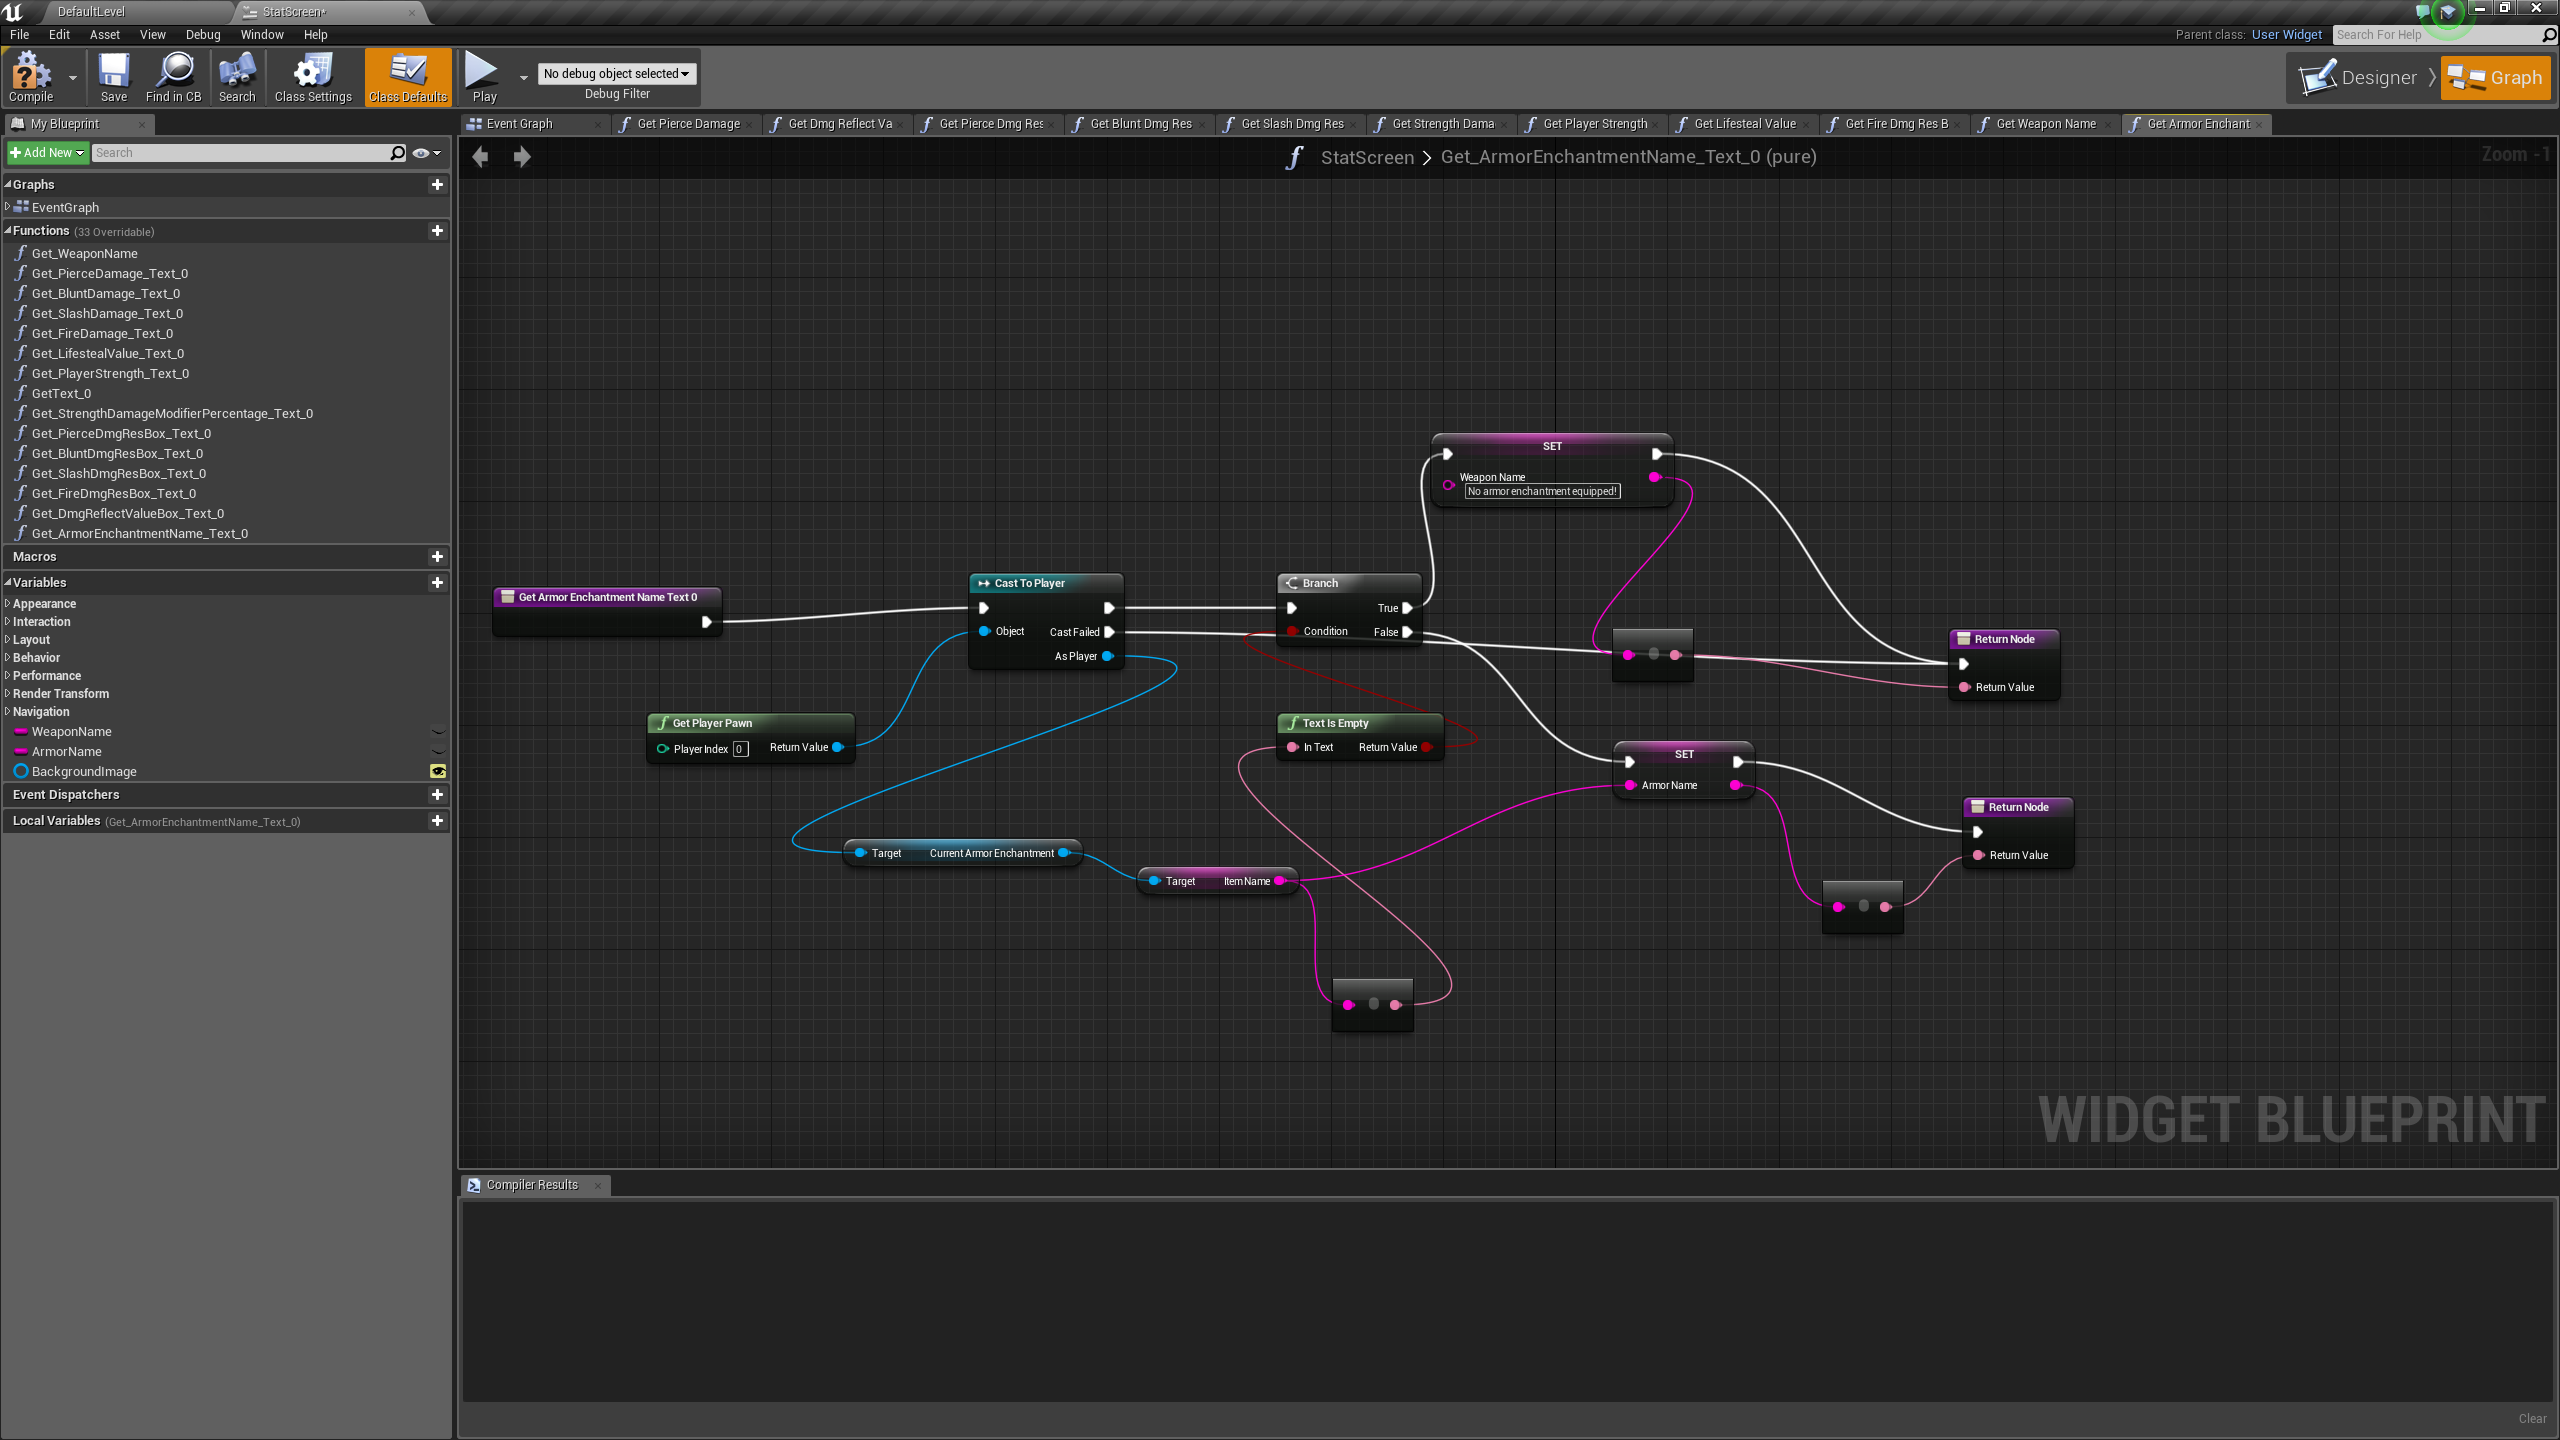 DefaultLevel
StatScreen*
File Edit Asset View Debug Window Help
Parent class: User Widget
Search For Help
Compile
Save
Find in CB
Search
Class Settings
Class Defaults
Play
No debug object selected
Debug Filter
Designer
Graph
My Blueprint
Event Graph
Get Pierce Damage
Get Dmg Reflect Va
Get Pierce Dmg Res
Get Blunt Dmg Res
Get Slash Dmg Res
Get Strength Dama
Get Player Strength
Get Lifesteal Value
Get Fire Dmg Res B
Get Weapon Name
Get Armor Enchant
Add New
Search
StatScreen > Get_ArmorEnchantmentName_Text_0 (pure)
Zoom -1
Graphs
EventGraph
Functions (33 Overridable)
Get_WeaponName
Get_PierceDamage_Text_0
Get_BluntDamage_Text_0
Get_SlashDamage_Text_0
Get_FireDamage_Text_0
Get_LifestealValue_Text_0
Get_PlayerStrength_Text_0
GetText_0
Get_StrengthDamageModifierPercentage_Text_0
Get_PierceDmgResBox_Text_0
Get_BluntDmgResBox_Text_0
Get_SlashDmgResBox_Text_0
Get_FireDmgResBox_Text_0
Get_DmgReflectValueBox_Text_0
Get_ArmorEnchantmentName_Text_0
Macros
Variables
Appearance
Interaction
Layout
Behavior
Performance
Render Transform
Navigation
WeaponName
ArmorName
BackgroundImage
Event Dispatchers
Local Variables (Get_ArmorEnchantmentName_Text_0)
SET
Weapon Name
No armor enchantment equipped!
Get Armor Enchantment Name Text 0
Cast To Player
Object
Cast Failed
As Player
Branch
True
Condition
False
Return Node
Return Value
Get Player Pawn
Player Index 0
Return Value
Text Is Empty
In Text
Return Value
SET
Armor Name
Return Node
Return Value
Target
Current Armor Enchantment
Target
Item Name
WIDGET BLUEPRINT
Compiler Results
Clear